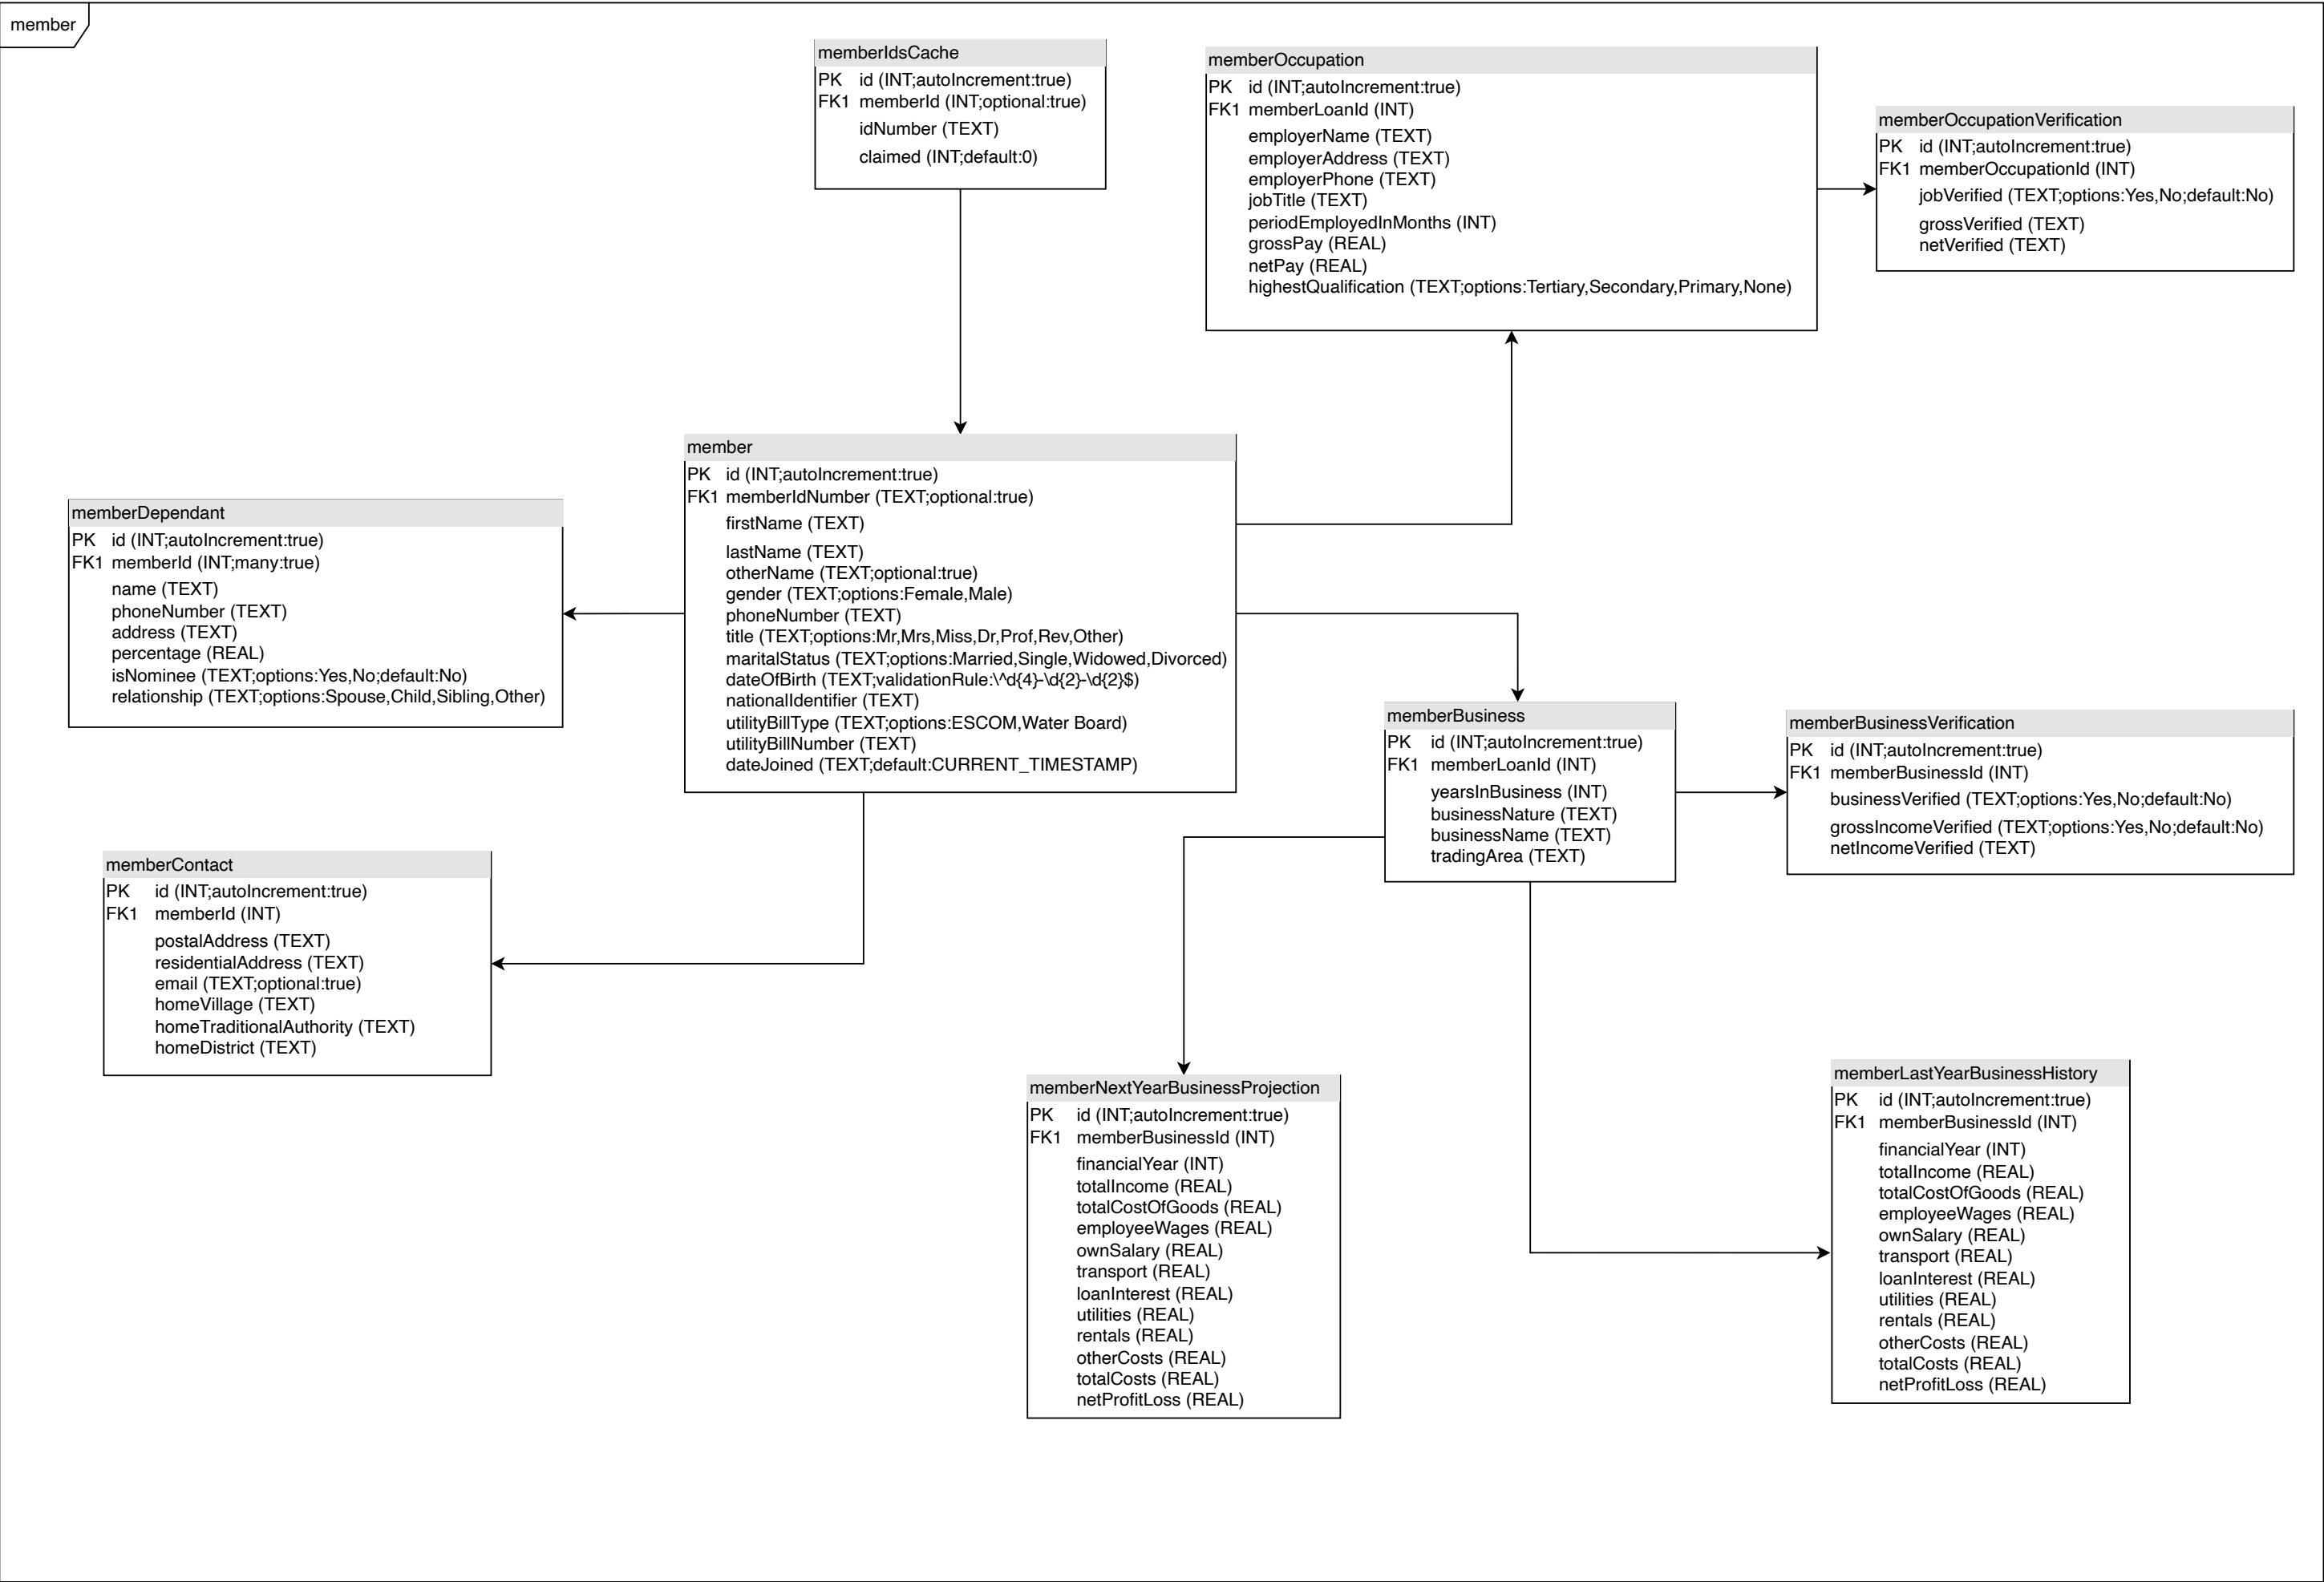 member
memberIdsCache
PK id (INT;autoIncrement:true)
FK1 memberId (INT;optional:true)
idNumber (TEXT)
claimed (INT;default:0)
memberOccupation
PK id (INT;autoIncrement:true)
FK1 memberLoanId (INT)
employerName (TEXT)
employerAddress (TEXT)
employerPhone (TEXT)
jobTitle (TEXT)
periodEmployedInMonths (INT)
grossPay (REAL)
netPay (REAL)
highestQualification (TEXT;options:Tertiary,Secondary,Primary,None)
memberOccupationVerification
PK id (INT;autoIncrement:true)
FK1 memberOccupationId (INT)
jobVerified (TEXT;options:Yes,No;default:No)
grossVerified (TEXT)
netVerified (TEXT)
member
PK id (INT;autoIncrement:true)
FK1 memberIdNumber (TEXT;optional:true)
firstName (TEXT)
lastName (TEXT)
otherName (TEXT;optional:true)
gender (TEXT;options:Female,Male)
phoneNumber (TEXT)
title (TEXT;options:Mr,Mrs,Miss,Dr,Prof,Rev,Other)
maritalStatus (TEXT;options:Married,Single,Widowed,Divorced)
dateOfBirth (TEXT;validationRule:\^d{4}-\d{2}-\d{2}$)
nationalIdentifier (TEXT)
utilityBillType (TEXT;options:ESCOM,Water Board)
utilityBillNumber (TEXT)
dateJoined (TEXT;default:CURRENT_TIMESTAMP)
memberDependant
PK id (INT;autoIncrement:true)
FK1 memberId (INT;many:true)
name (TEXT)
phoneNumber (TEXT)
address (TEXT)
percentage (REAL)
isNominee (TEXT;options:Yes,No;default:No)
relationship (TEXT;options:Spouse,Child,Sibling,Other)
memberBusiness
PK id (INT;autoIncrement:true)
FK1 memberLoanId (INT)
yearsInBusiness (INT)
businessNature (TEXT)
businessName (TEXT)
tradingArea (TEXT)
memberBusinessVerification
PK id (INT;autoIncrement:true)
FK1 memberBusinessId (INT)
businessVerified (TEXT;options:Yes,No;default:No)
grossIncomeVerified (TEXT;options:Yes,No;default:No)
netIncomeVerified (TEXT)
memberContact
PK id (INT;autoIncrement:true)
FK1 memberId (INT)
postalAddress (TEXT)
residentialAddress (TEXT)
email (TEXT;optional:true)
homeVillage (TEXT)
homeTraditionalAuthority (TEXT)
homeDistrict (TEXT)
memberNextYearBusinessProjection
PK id (INT;autoIncrement:true)
FK1 memberBusinessId (INT)
financialYear (INT)
totalIncome (REAL)
totalCostOfGoods (REAL)
employeeWages (REAL)
ownSalary (REAL)
transport (REAL)
loanInterest (REAL)
utilities (REAL)
rentals (REAL)
otherCosts (REAL)
totalCosts (REAL)
netProfitLoss (REAL)
memberLastYearBusinessHistory
PK id (INT;autoIncrement:true)
FK1 memberBusinessId (INT)
financialYear (INT)
totalIncome (REAL)
totalCostOfGoods (REAL)
employeeWages (REAL)
ownSalary (REAL)
transport (REAL)
loanInterest (REAL)
utilities (REAL)
rentals (REAL)
otherCosts (REAL)
totalCosts (REAL)
netProfitLoss (REAL)